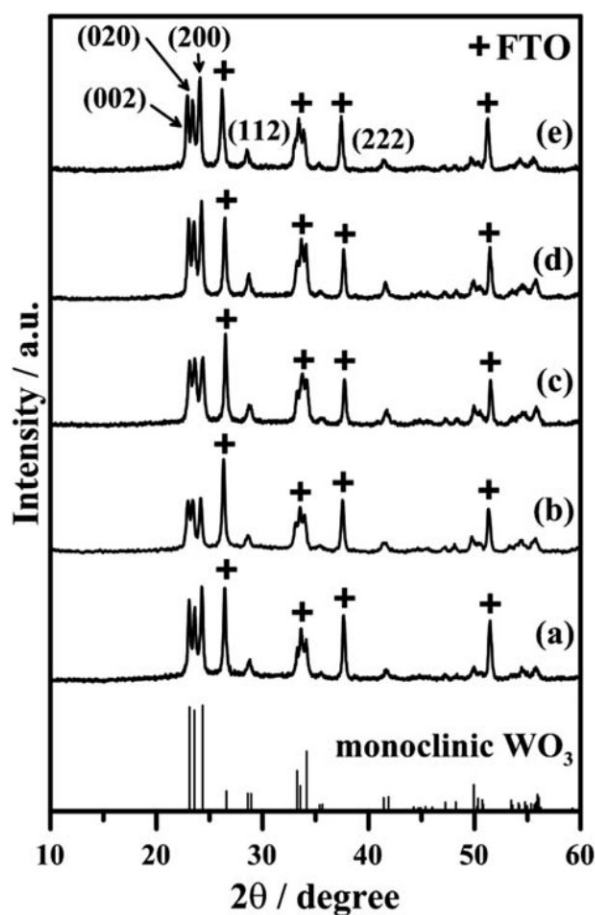 (020) (200) + FTO
(002)
(112) (222)
(e)
(d)
(c)
(b)
(a)
monoclinic WO₃
Intensity / a.u.
10 20 30 40 50 60
2θ / degree